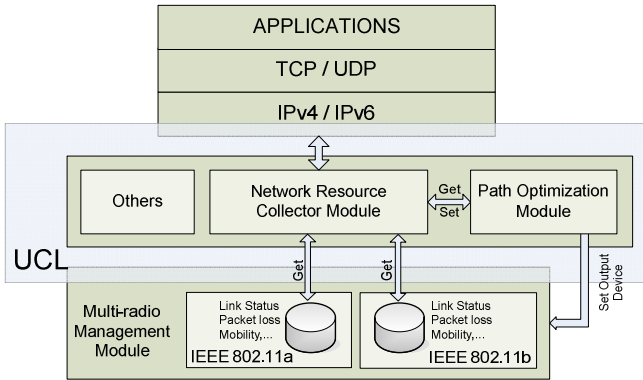 APPLICATIONS
TCP / UDP
IPv4 / IPv6
Others
Network Resource
Collector Module
Get
Set
Path Optimization
Module
UCL
Get
Get
Set Output
Device
Multi-radio
Management
Module
Link Status
Packet loss
Mobility,...
IEEE 802.11a
Link Status
Packet loss
Mobility,...
IEEE 802.11b